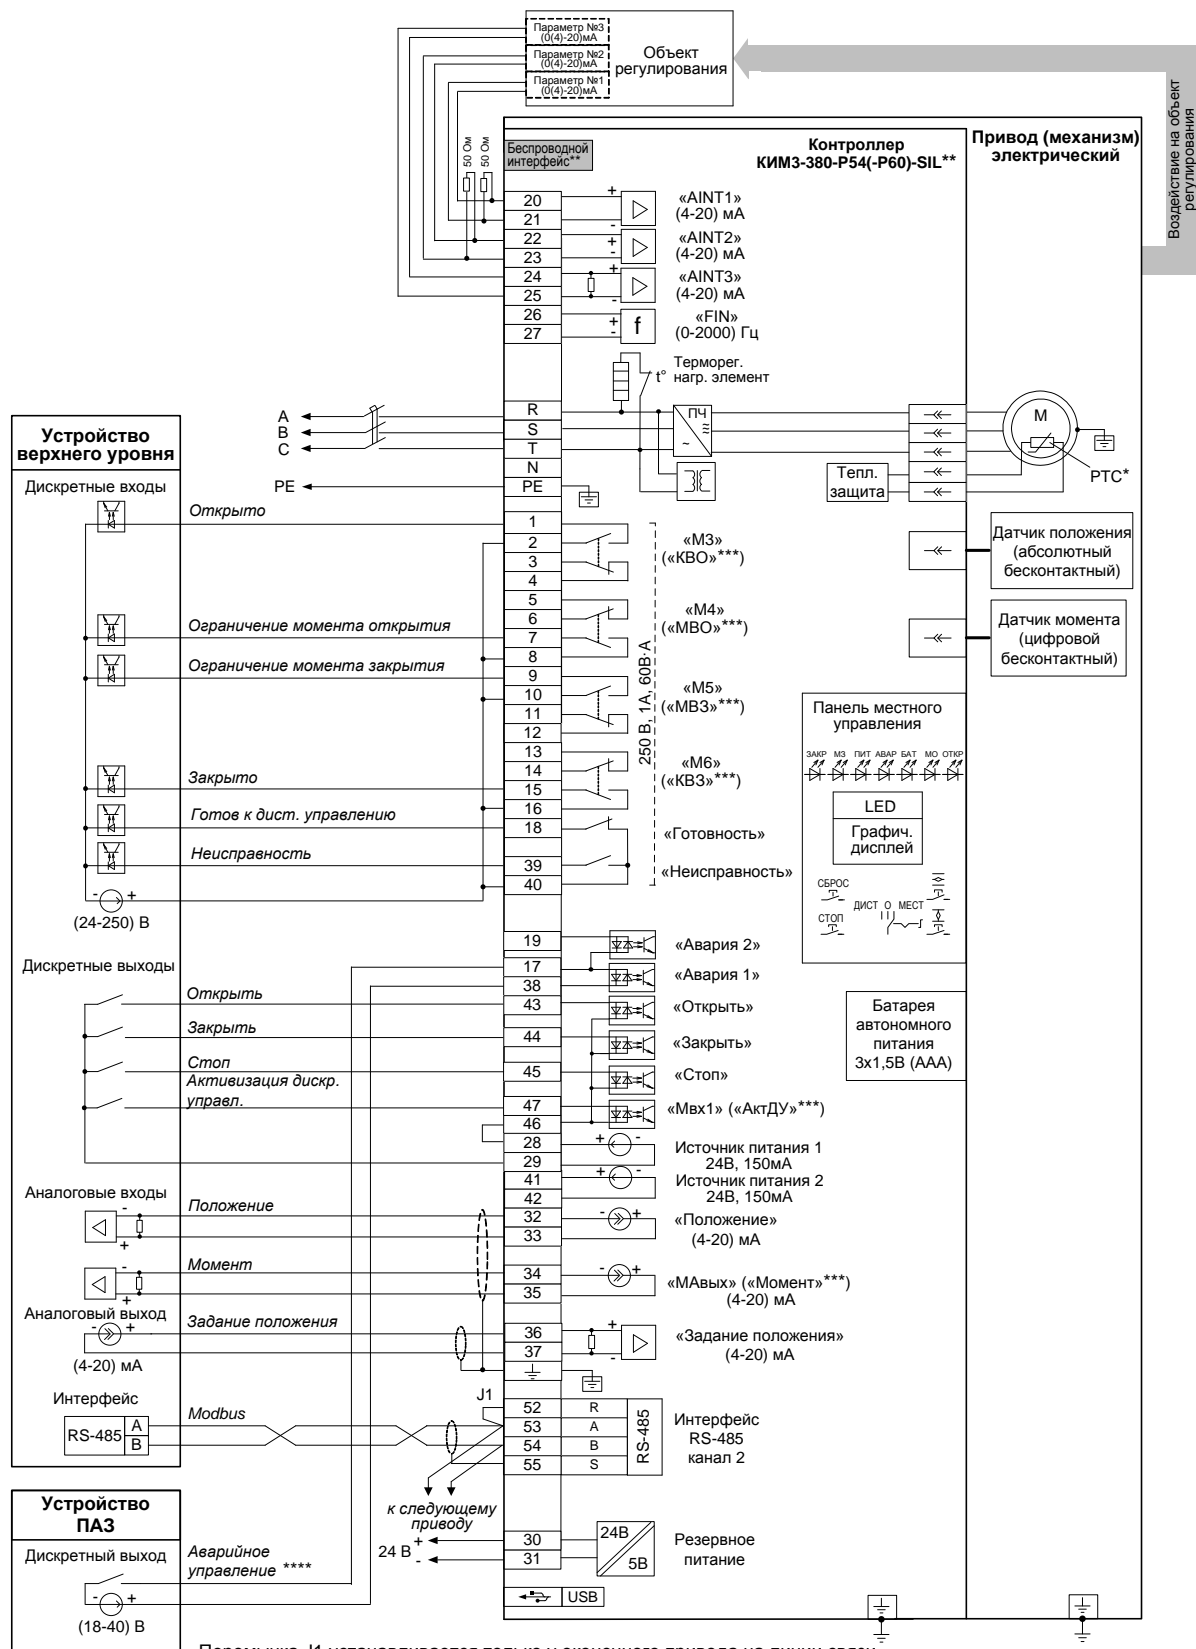 Параметр №3
(0(4)-20)мА
Параметр №2
(0(4)-20)мА
Параметр №1
(0(4)-20)мА
Объект
регулирования
Воздействие на объект
регулирования
50 Ом
50 Ом
Беспроводной
интерфейс**
Контроллер
КИМ3-380-Р54(-Р60)-SIL**
Привод (механизм)
электрический
20
21
22
23
24
25
26
27
+
-
«AINT1»
(4-20) мА
+
-
«AINT2»
(4-20) мА
+
-
«AINT3»
(4-20) мА
+
-
f
«FIN»
(0-2000) Гц
t°
Терморег.
нагр. элемент
A
B
C
PE
R
S
T
N
PE
ПЧ
≈
~
Тепл.
защита
М
РТС*
Устройство
верхнего уровня
Дискретные входы
Открыто
Ограничение момента открытия
Ограничение момента закрытия
Закрыто
Готов к дист. управлению
Неисправность
- +
(24-250) В
1
2
3
4
5
6
7
8
9
10
11
12
13
14
15
16
18
39
40
«М3»
(«КВО»***)
«М4»
(«МВО»***)
«М5»
(«МВЗ»***)
«М6»
(«КВЗ»***)
«Готовность»
«Неисправность»
250 В, 1А, 60В·А
Датчик положения
(абсолютный
бесконтактный)
Датчик момента
(цифровой
бесконтактный)
Панель местного
управления
ЗАКР МЗ ПИТ АВАР БАТ МО ОТКР
LED
Графич.
дисплей
СБРОС
СТОП
ДИСТ О МЕСТ
Батарея
автономного
питания
3х1,5В (ААА)
Дискретные выходы
Открыть
Закрыть
Стоп
Активизация дискр.
управл.
19
17
38
43
44
45
47
46
28
29
41
42
32
33
34
35
36
37
«Авария 2»
«Авария 1»
«Открыть»
«Закрыть»
«Стоп»
«Мвх1» («АктДУ»***)
+ -
Источник питания 1
24В, 150мА
+ -
Источник питания 2
24В, 150мА
- +
«Положение»
(4-20) мА
- +
«МАвых» («Момент»***)
(4-20) мА
+
-
«Задание положения»
(4-20) мА
Аналоговые входы
-
+
Положение
-
+
Момент
Аналоговый выход
- +
Задание положения
(4-20) мА
Интерфейс
RS-485
A
B
Modbus
J1
52
53
54
55
R
A
B
S
RS-485
Интерфейс
RS-485
канал 2
к следующему
приводу
24 В
+
-
30
31
24В
5В
Резервное
питание
USB
Устройство
ПАЗ
Дискретный выход
Аварийное
управление ****
- +
(18-40) В
Перемычка J1 устанавливается только у оконечного привода на линии связи